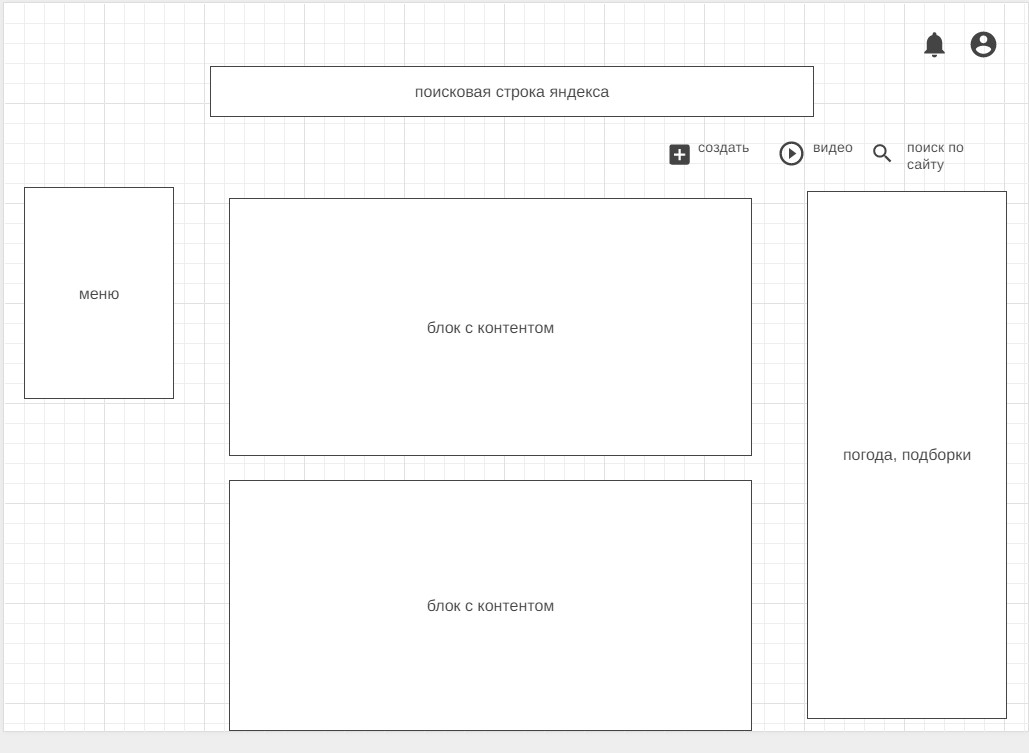 поисковая строка яндекса
создать
видео
поиск по
сайту
меню
блок с контентом
погода, подборки
блок с контентом